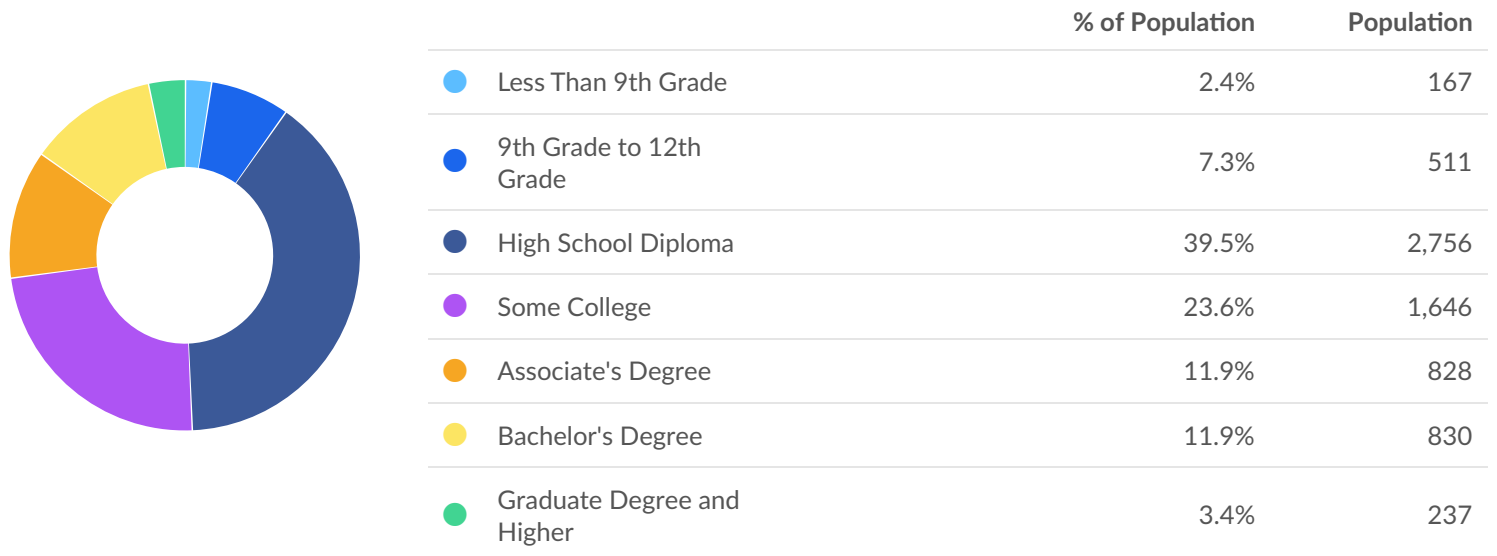 % of Population Population
Less Than 9th Grade 2.4% 167
9th Grade to 12th
Grade 7.3% 511
High School Diploma 39.5% 2,756
Some College 23.6% 1,646
Associate's Degree 11.9% 828
Bachelor's Degree 11.9% 830
Graduate Degree and
Higher 3.4% 237